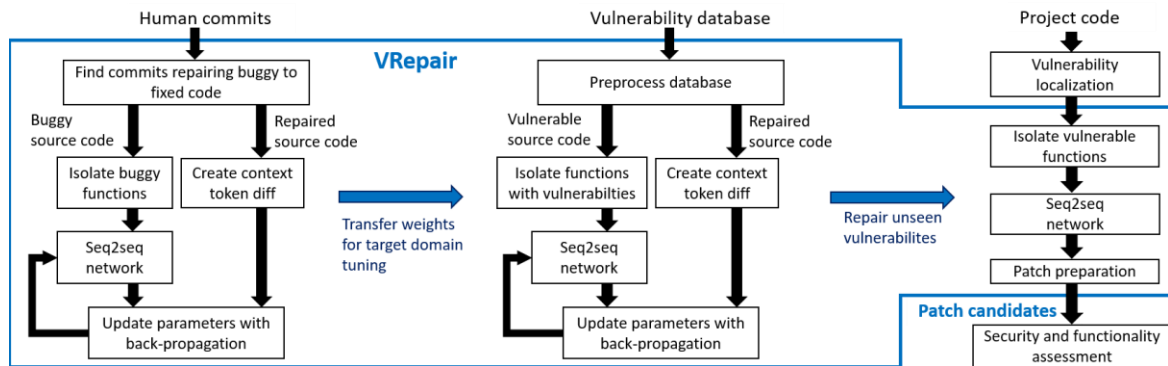 Human commits
VRepair
Find commits repairing buggy to
fixed code
Buggy
source code
Repaired
source code
Isolate buggy
functions
Create context
token diff
Seq2seq
network
Update parameters with
back-propagation
Transfer weights
for target domain
tuning
Vulnerability database
Preprocess database
Vulnerable
source code
Repaired
source code
Isolate functions
with vulnerabilties
Create context
token diff
Seq2seq
network
Update parameters with
back-propagation
Repair unseen
vulnerabilites
Project code
Vulnerability
localization
Isolate vulnerable
functions
Seq2seq
network
Patch preparation
Patch candidates
Security and functionality
assessment